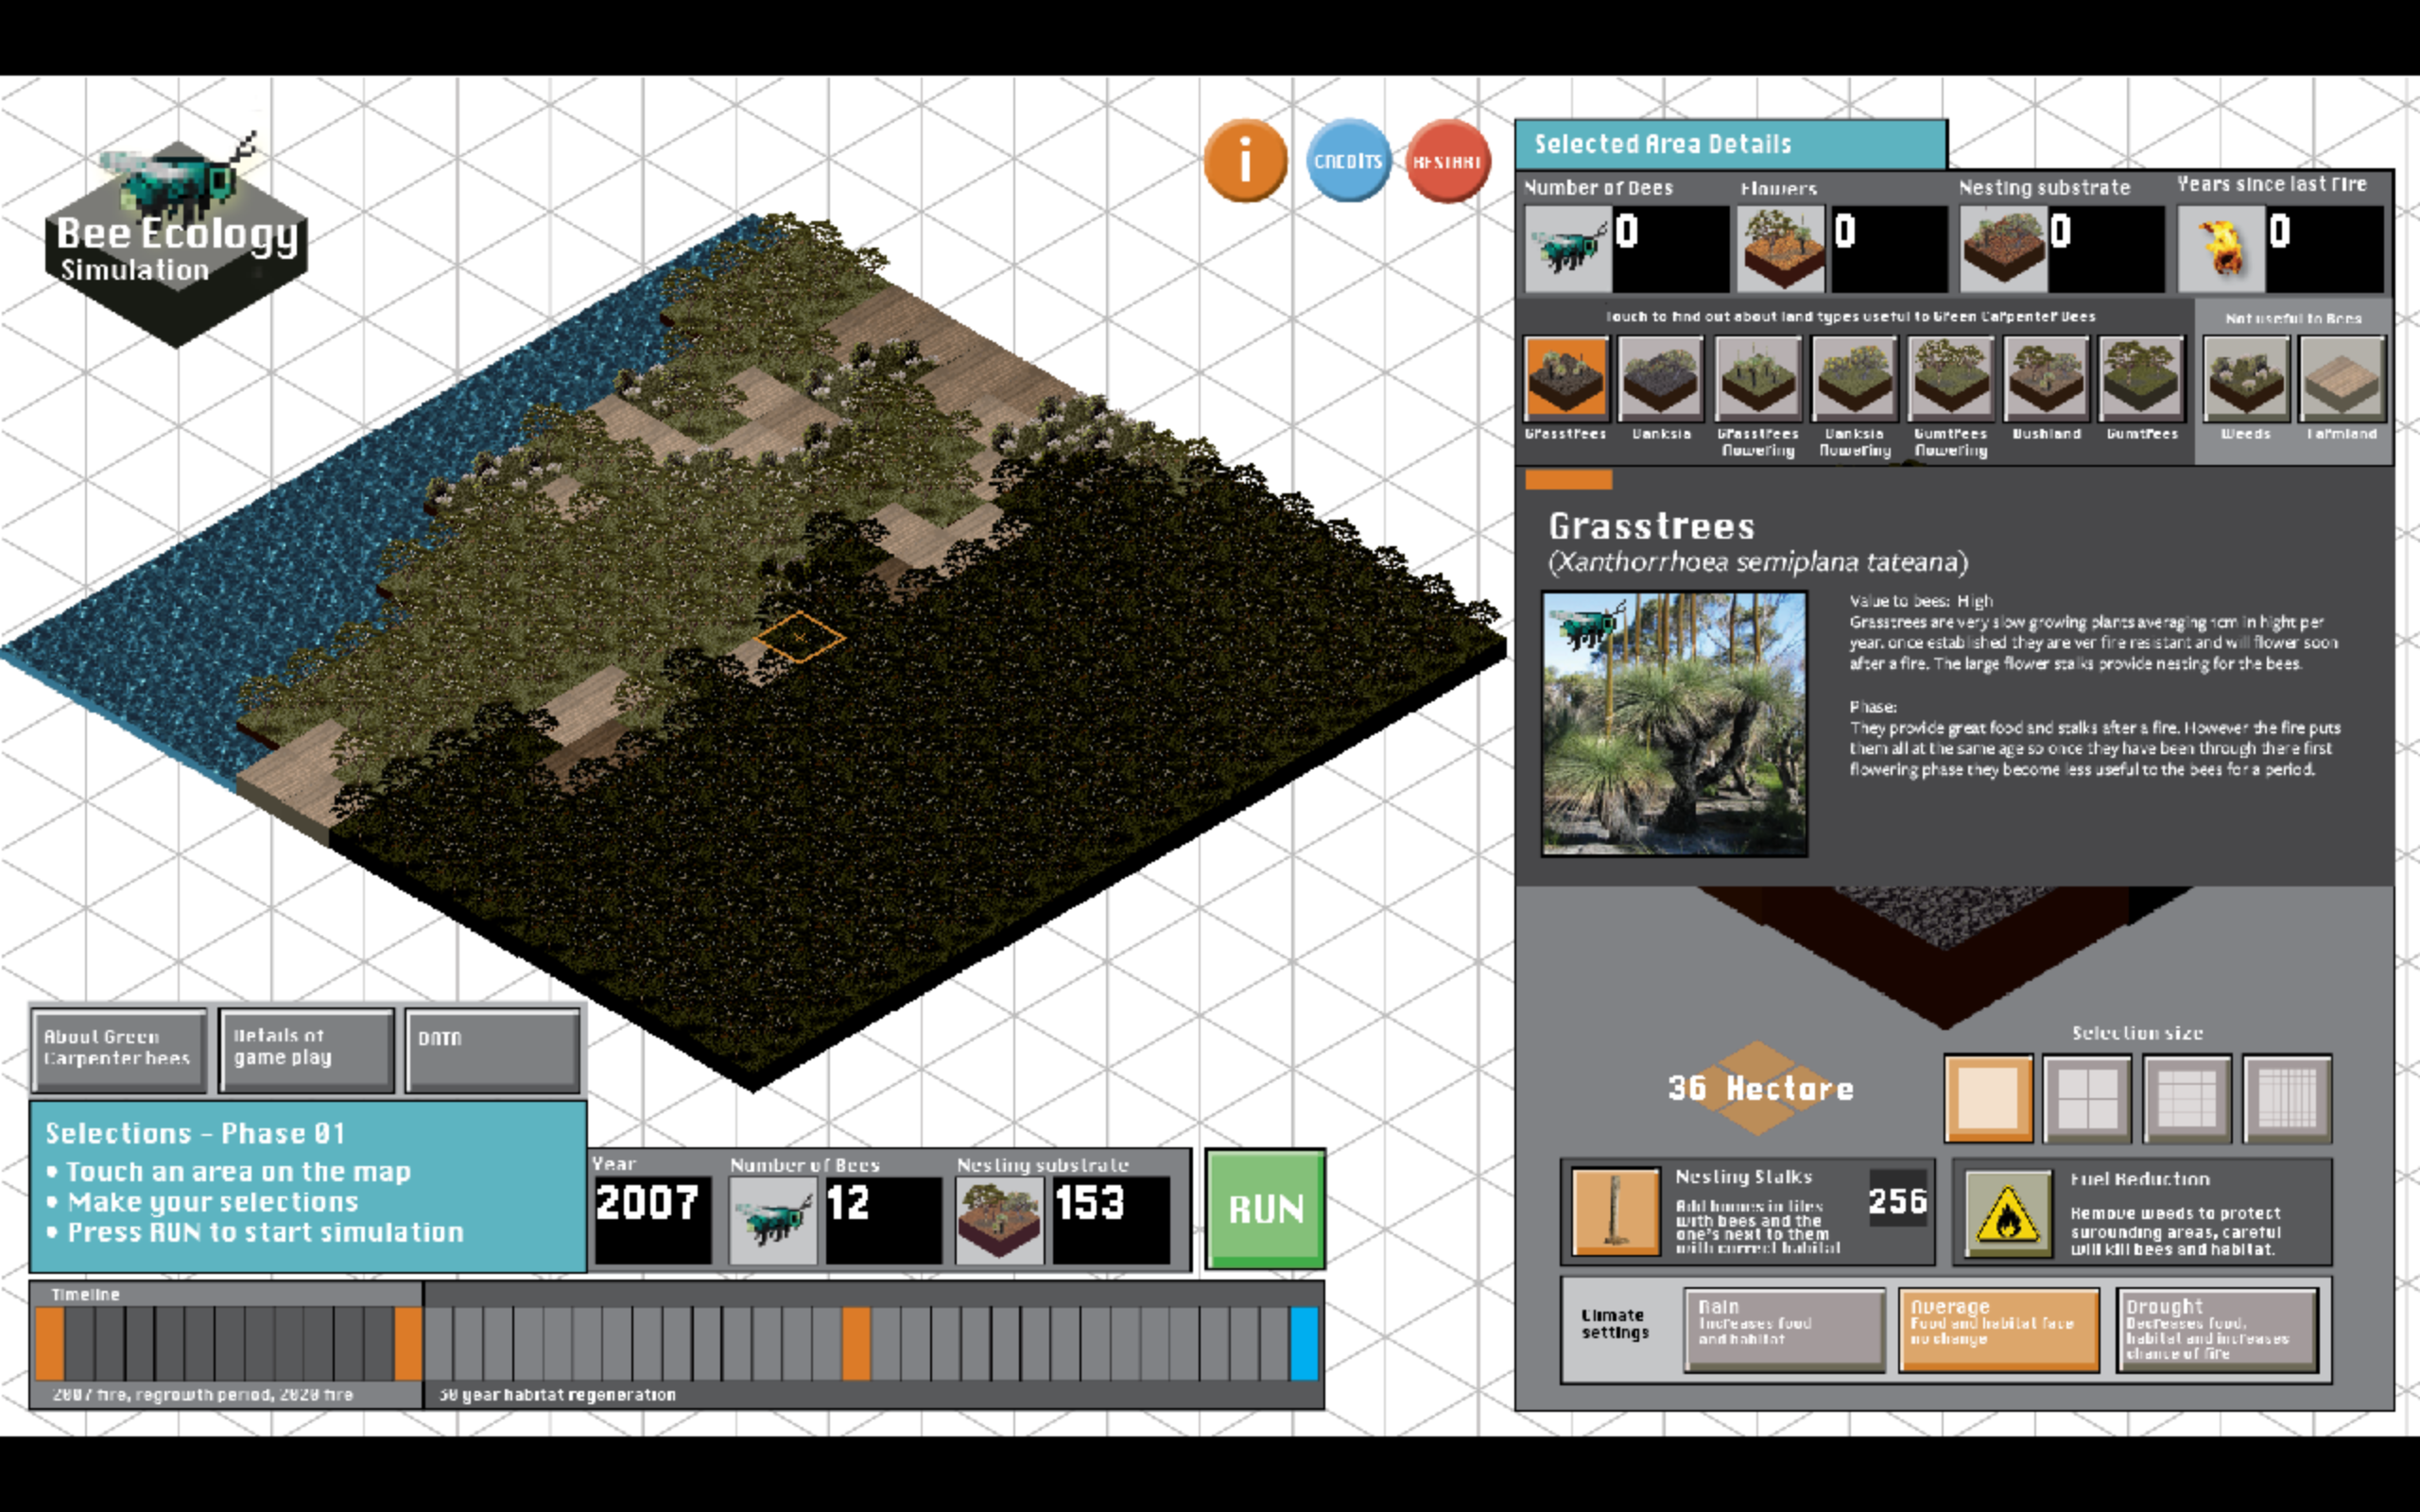 Bee Ecology
Simulation
i
CREDITS
RESTART
Selected Area Details
Number of Bees
Flowers
Nesting substrate
Years since last Fire
0
0
0
0
Touch to find out about land types useful to Green Carpenter Bees
Not useful to Bees
Grasstrees
Banksia
Grasstrees
flowering
Banksia
flowering
Gumtrees
flowering
Bushland
Gumtrees
Weeds
Farmland
Grasstrees
(Xanthorrhoea semiplana tateana)
Value to bees: High
Grasstrees are very slow growing plants averaging 1cm in hight per
year. once established they are ver fire resistant and will flower soon
after a fire. The large flower stalks provide nesting for the bees.
Phase:
They provide great food and stalks after a fire. However the fire puts
them all at the same age so once they have been through there first
flowering phase they become less useful to the bees for a period.
36 Hectare
Selection size
Nesting Stalks
Add homes in tiles
with bees and the
one's next to them
with correct habitat
256
Fuel Reduction
Remove weeds to protect
surounding areas, careful
will kill bees and habitat.
Climate
settings
Rain
Increases food
and habitat
Average
Food and habitat face
no change
Drought
Decreases food,
habitat and increases
chance of fire
About Green
Carpenter bees
Details of
game play
DATA
Selections - Phase 01
• Touch an area on the map
• Make your selections
• Press RUN to start simulation
Year
2007
Number of Bees
12
Nesting substrate
153
RUN
Timeline
2007 fire, regrowth period, 2020 fire
30 year habitat regeneration